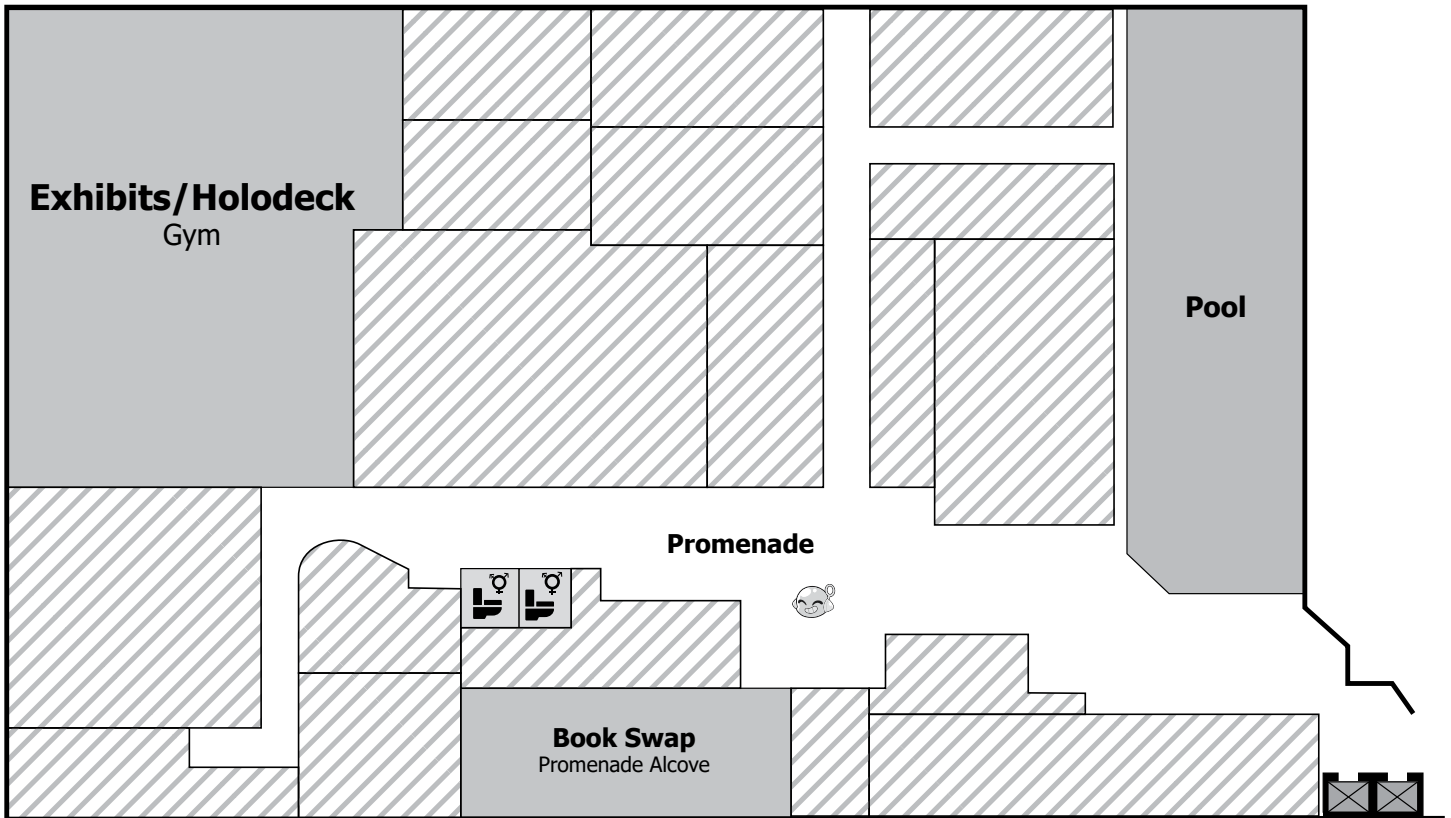 Exhibits/Holodeck
Gym
Pool
Promenade
Book Swap
Promenade Alcove